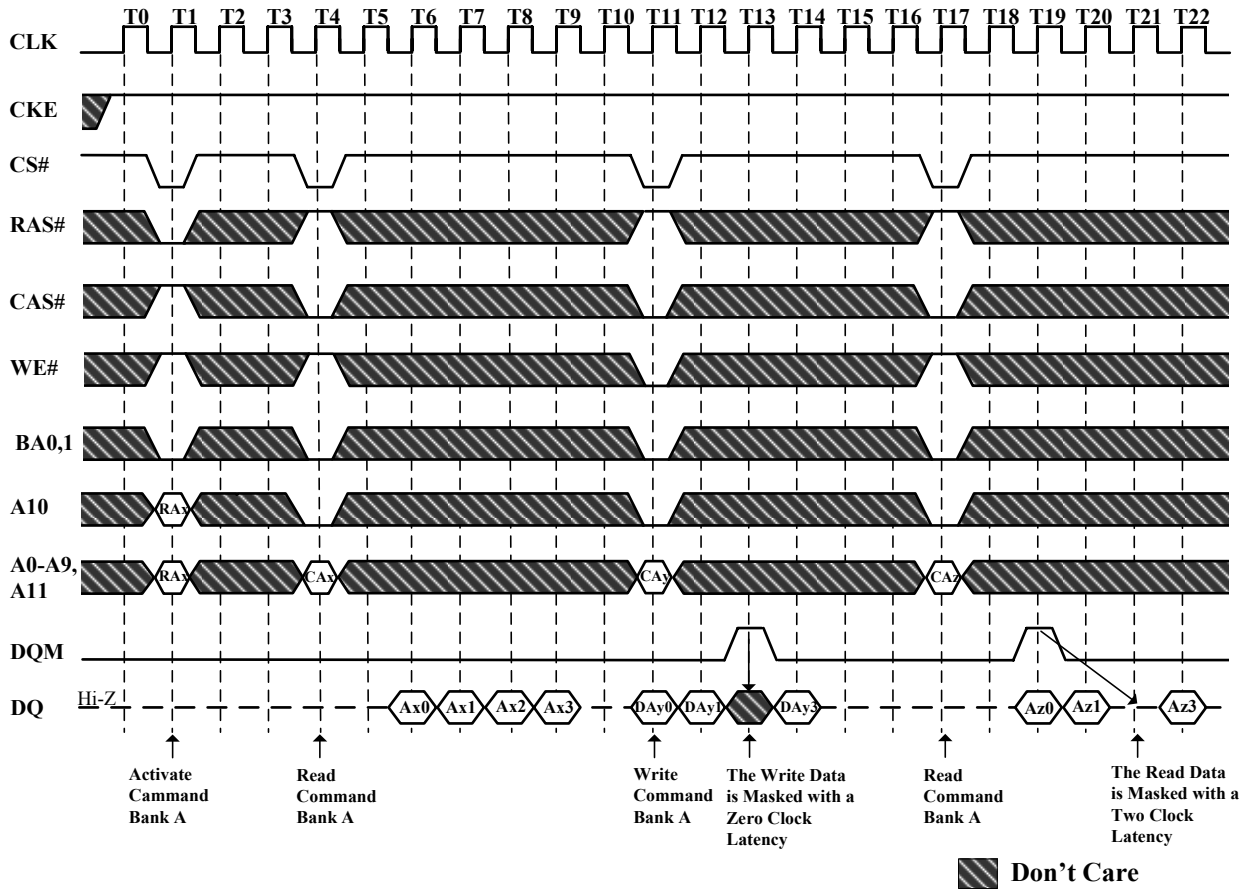 T0 T1 T2 T3 T4 T5 T6 T7 T8 T9 T10 T11 T12 T13 T14 T15 T16 T17 T18 T19 T20 T21 T22
CLK
CKE
CS#
RAS#
CAS#
WE#
BA0,1
A10 RAx
A0-A9,
A11
RAx CAx CAy CAz
DQM
DQ Hi-Z Ax0 Ax1 Ax2 Ax3 DAy0 DAy1 DAy3 Az0 Az1 Az3
Activate
Cammand
Bank A
Read
Command
Bank A
Write
Command
Bank A
The Write Data
is Masked with a
Zero Clock
Latency
Read
Command
Bank A
The Read Data
is Masked with a
Two Clock
Latency
Don't Care